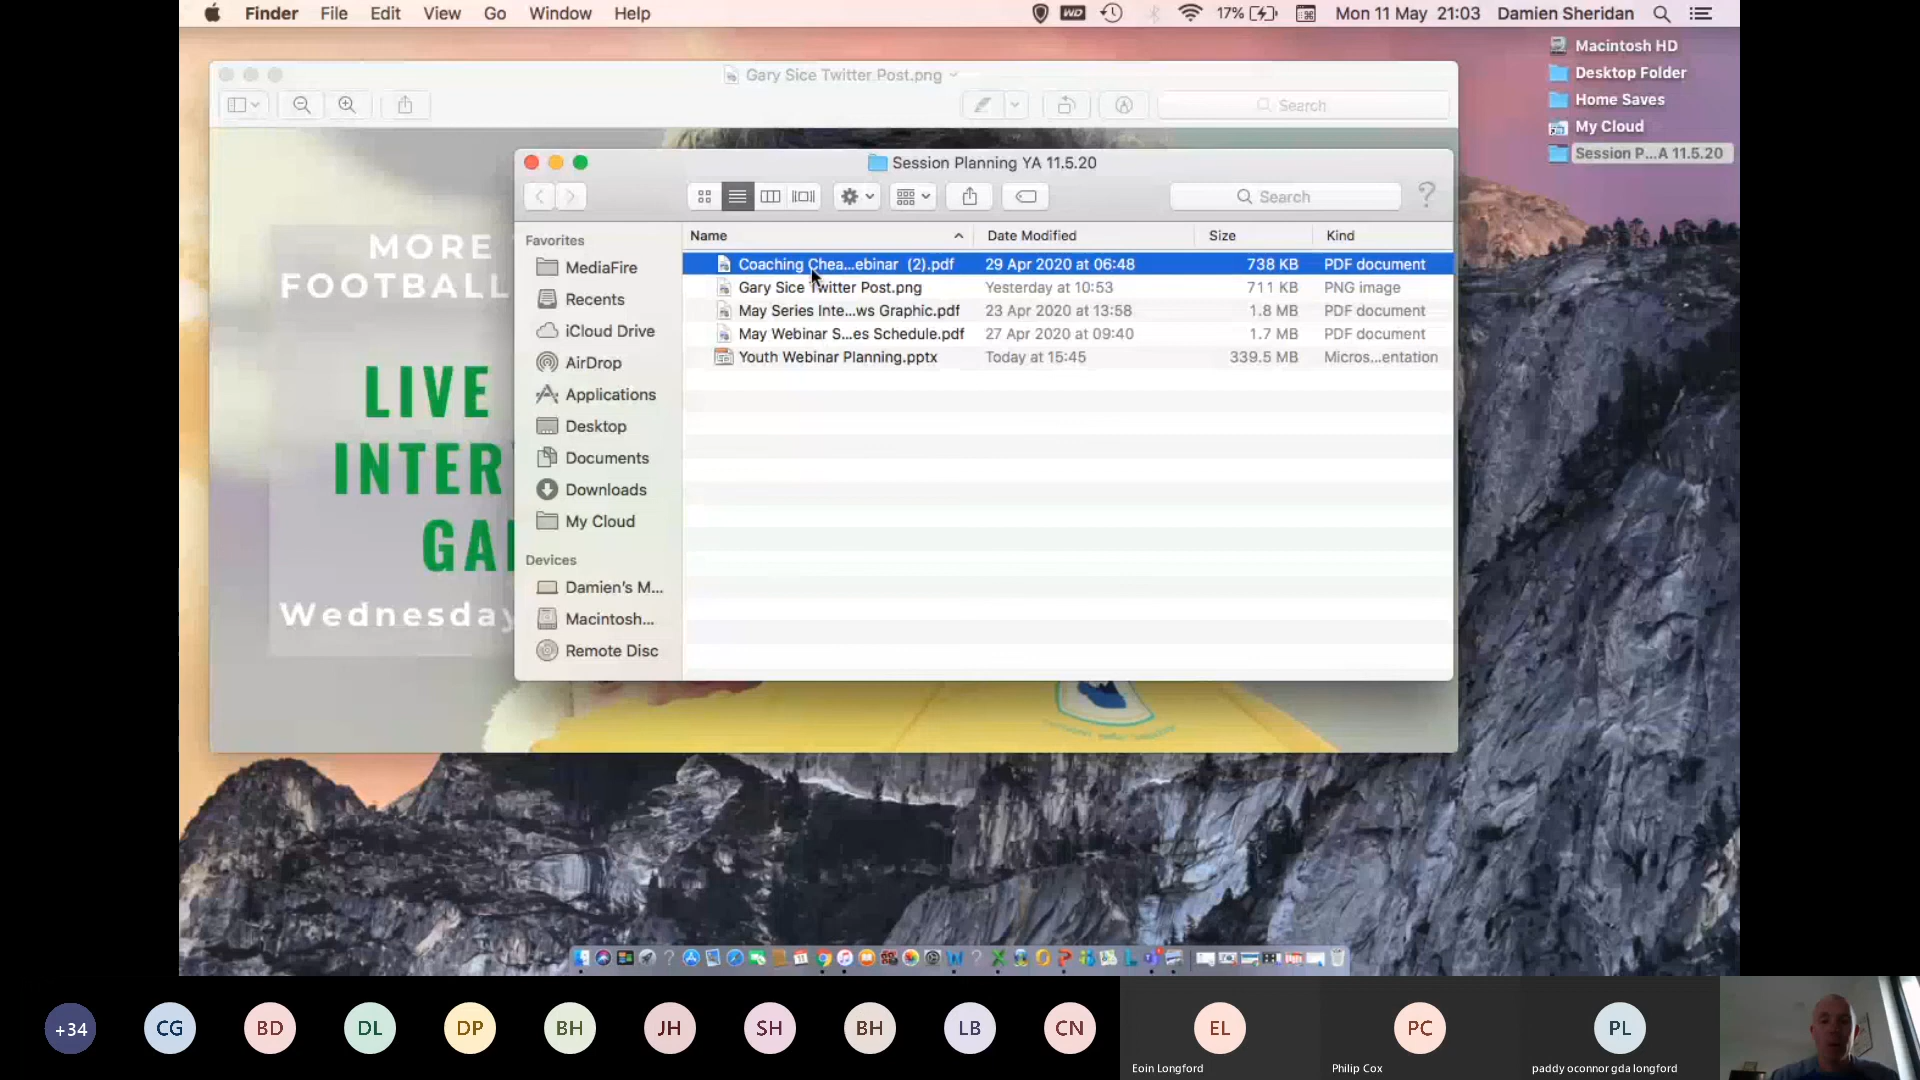 Finder File Edit View Go Window Help
WD 17% Mon 11 May 21:03 Damien Sheridan
Macintosh HD
Desktop Folder
Home Saves
My Cloud
Session P...A 11.5.20
Gary Sice Twitter Post.png
Search
MORE
FOOTBALL
LIVE
INTER
GA
Wednesday
Session Planning YA 11.5.20
Search
Favorites
MediaFire
Recents
iCloud Drive
AirDrop
Applications
Desktop
Documents
Downloads
My Cloud
Devices
Damien's M...
Macintosh...
Remote Disc
Name Date Modified Size Kind
Coaching Chea...ebinar (2).pdf 29 Apr 2020 at 06:48 738 KB PDF document
Gary Sice Twitter Post.png Yesterday at 10:53 711 KB PNG image
May Series Inte...ws Graphic.pdf 23 Apr 2020 at 13:58 1.8 MB PDF document
May Webinar S...es Schedule.pdf 27 Apr 2020 at 09:40 1.7 MB PDF document
Youth Webinar Planning.pptx Today at 15:45 339.5 MB Micros...entation
+34 CG BD DL DP BH JH SH BH LB CN EL PC PL
Eoin Longford Philip Cox paddy oconnor gda longford